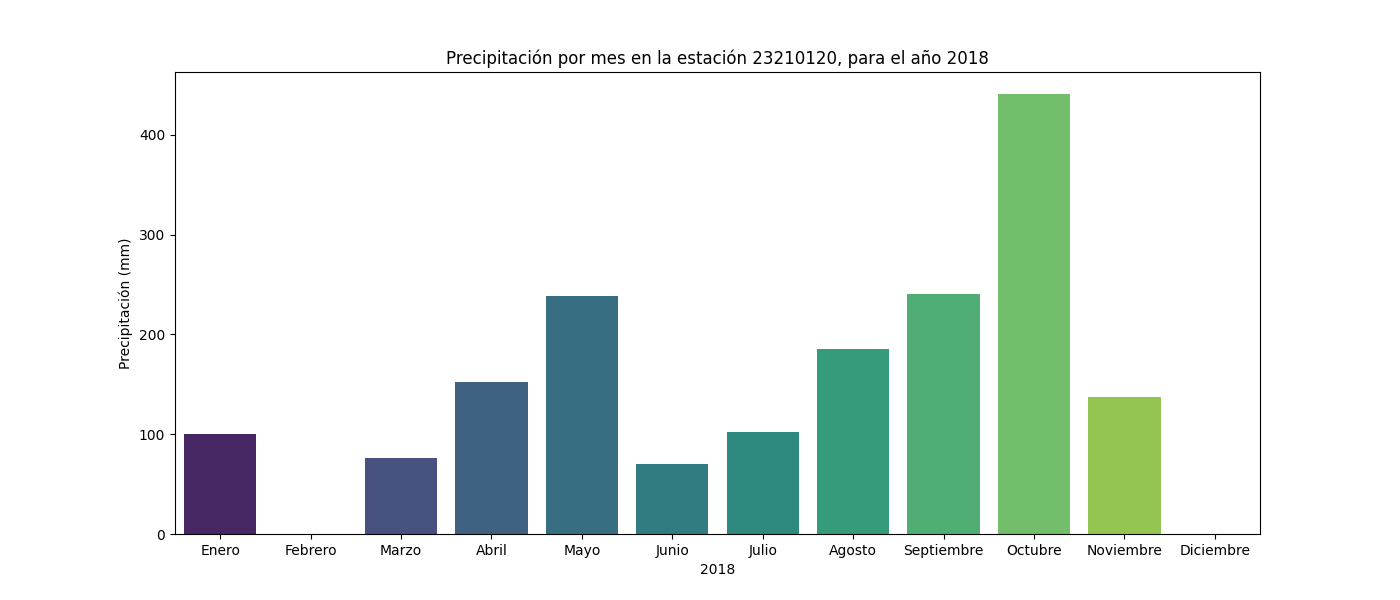 Precipitación por mes en la estación 23210120, para el año 2018
Precipitación (mm)
400
300
200
100
0
Enero Febrero Marzo Abril Mayo Junio Julio Agosto Septiembre Octubre Noviembre Diciembre
2018